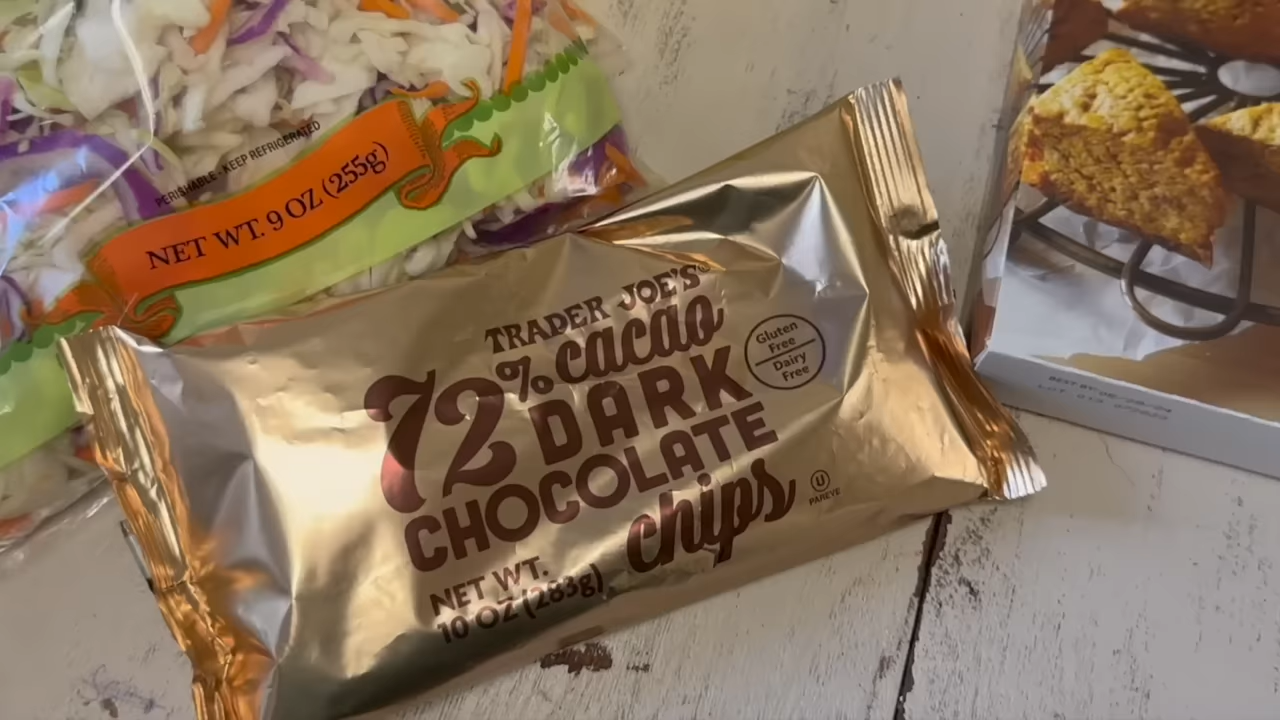 PERISHABLE - KEEP REFRIGERATED
NET WT. 9 OZ (255g)
TRADER JOE'S®
72% cacao
DARK
CHOCOLATE
chips
Gluten
Free
Dairy
Free
U
PAREVE
NET WT.
10 OZ (283g)